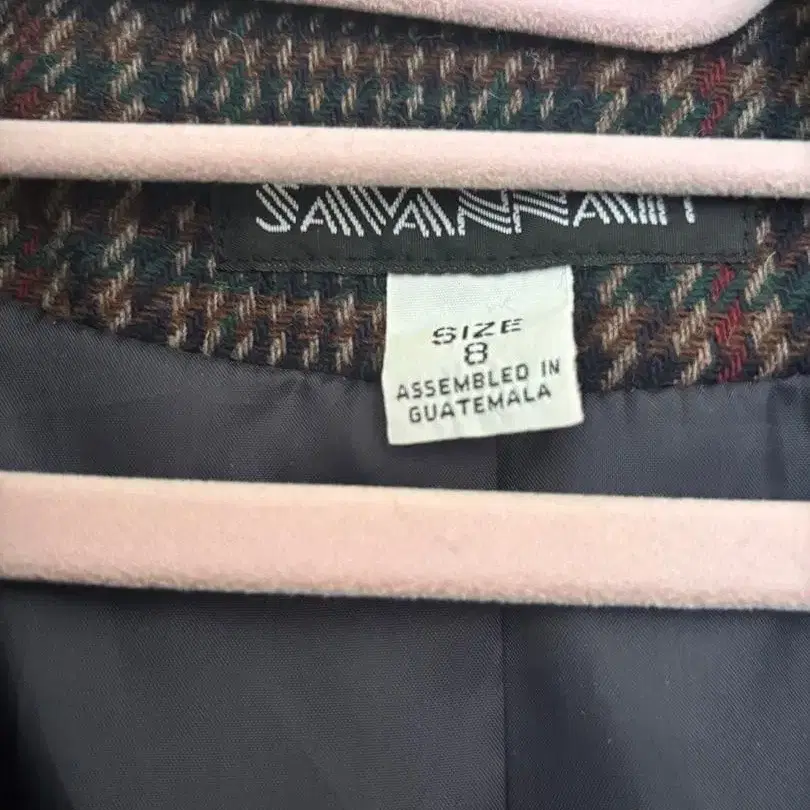 SAVANNAH
SIZE
8
ASSEMBLED IN
GUATEMALA